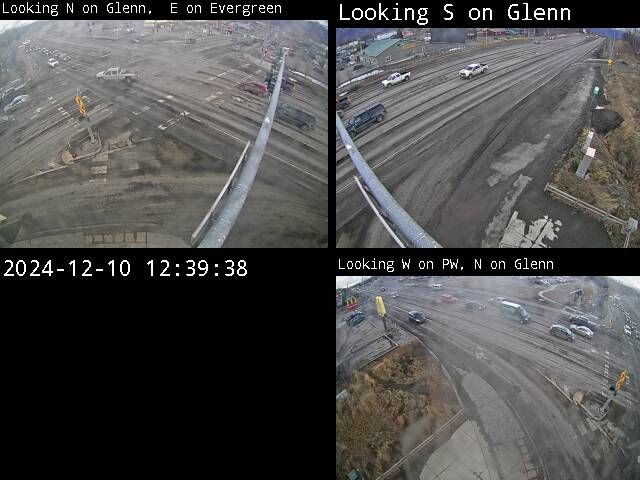 Looking N on Glenn,  E on Evergreen
Looking S on Glenn
2024-12-10 12:39:38
Looking W on PW, N on Glenn